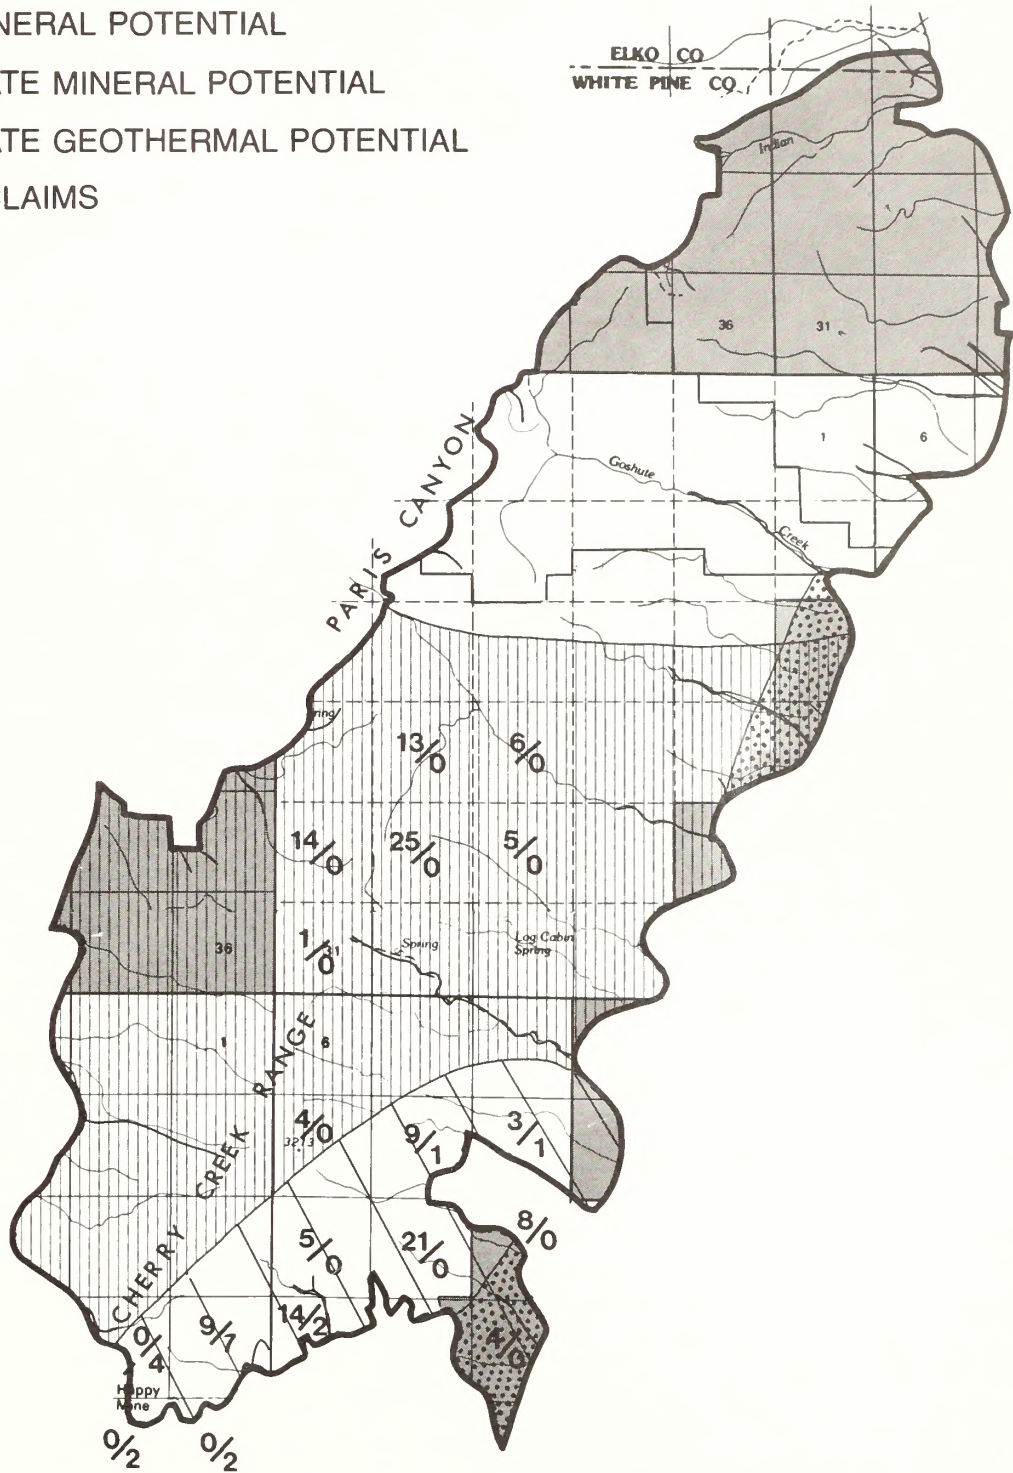 NERAL POTENTIAL
TE MINERAL POTENTIAL
TE GEOTHERMAL POTENTIAL
LAIMS
ELKO CO
WHITE PINE CO.
Indian
36
31
1
6
Goshute
Creek
PARIS CANYON
ring
13/0
6/0
14/0
25/0
5/0
36
1/0
31
Spring
Log Cabin
Spring
1
6
CHERRY CREEK RANGE
4/0
9/1
3/1
8/0
5/0
21/0
14/2
9/1
0/4
4/0
Happy
Mine
0/2
0/2